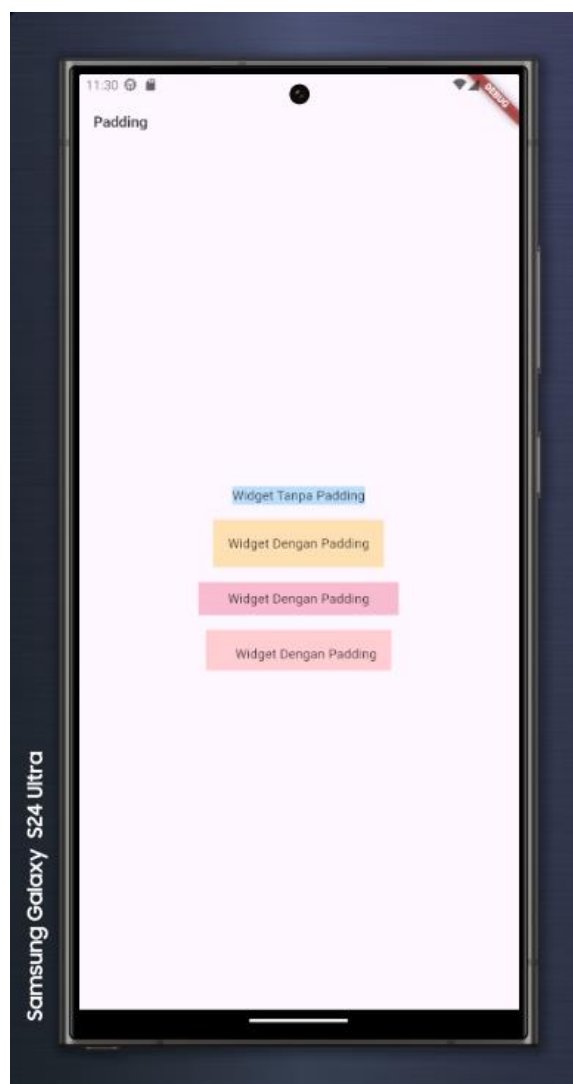 11:30
DEBUG
Padding
Widget Tanpa Padding
Widget Dengan Padding
Widget Dengan Padding
Widget Dengan Padding
Samsung Galaxy S24 Ultra